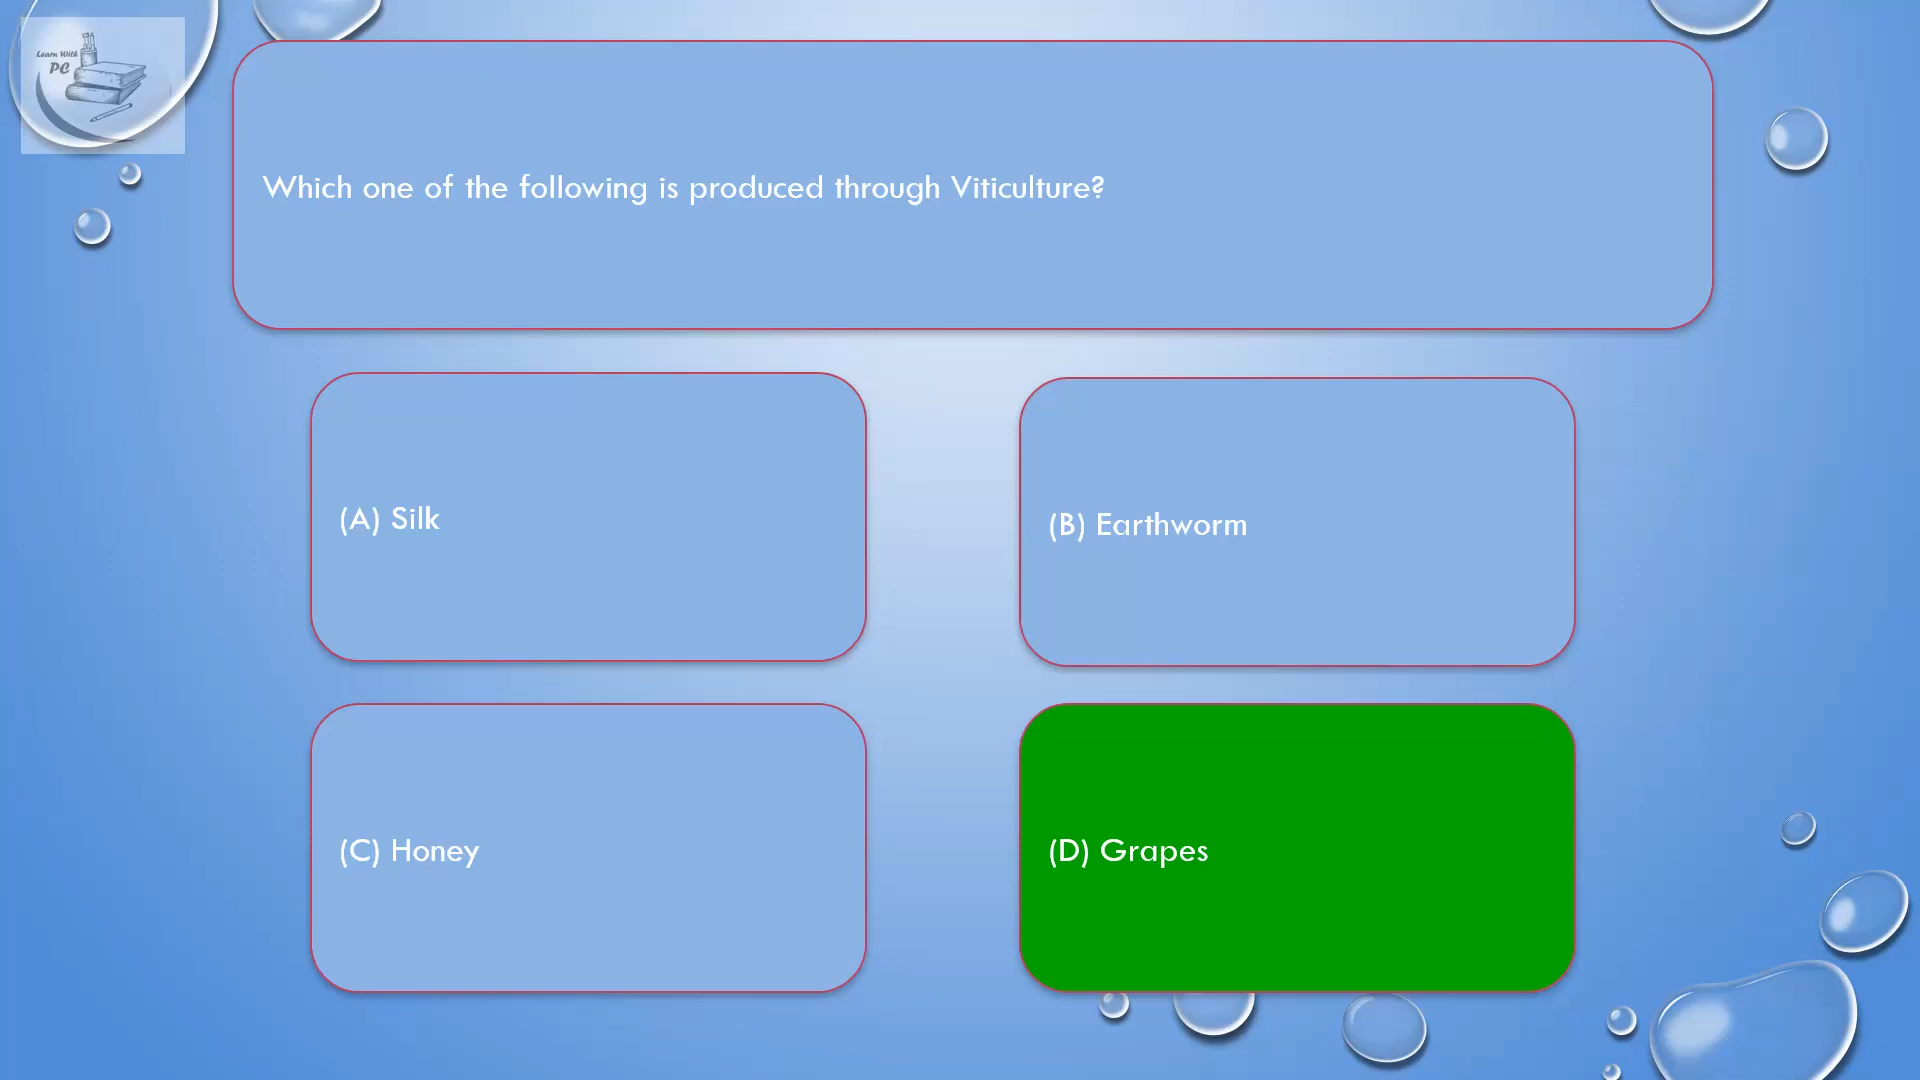 Learn With
PC
Which one of the following is produced through Viticulture?
(A) Silk
(B) Earthworm
(C) Honey
(D) Grapes